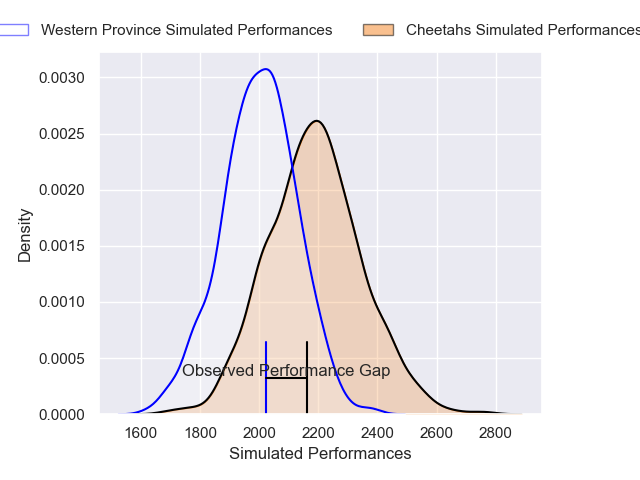 Western Province Simulated Performances Cheetahs Simulated Performances
0.0030
0.0025
0.0020
0.0015
0.0010
0.0005
0.0000
Density
Observed Performance Gap
1600 1800 2000 2200 2400 2600 2800
Simulated Performances